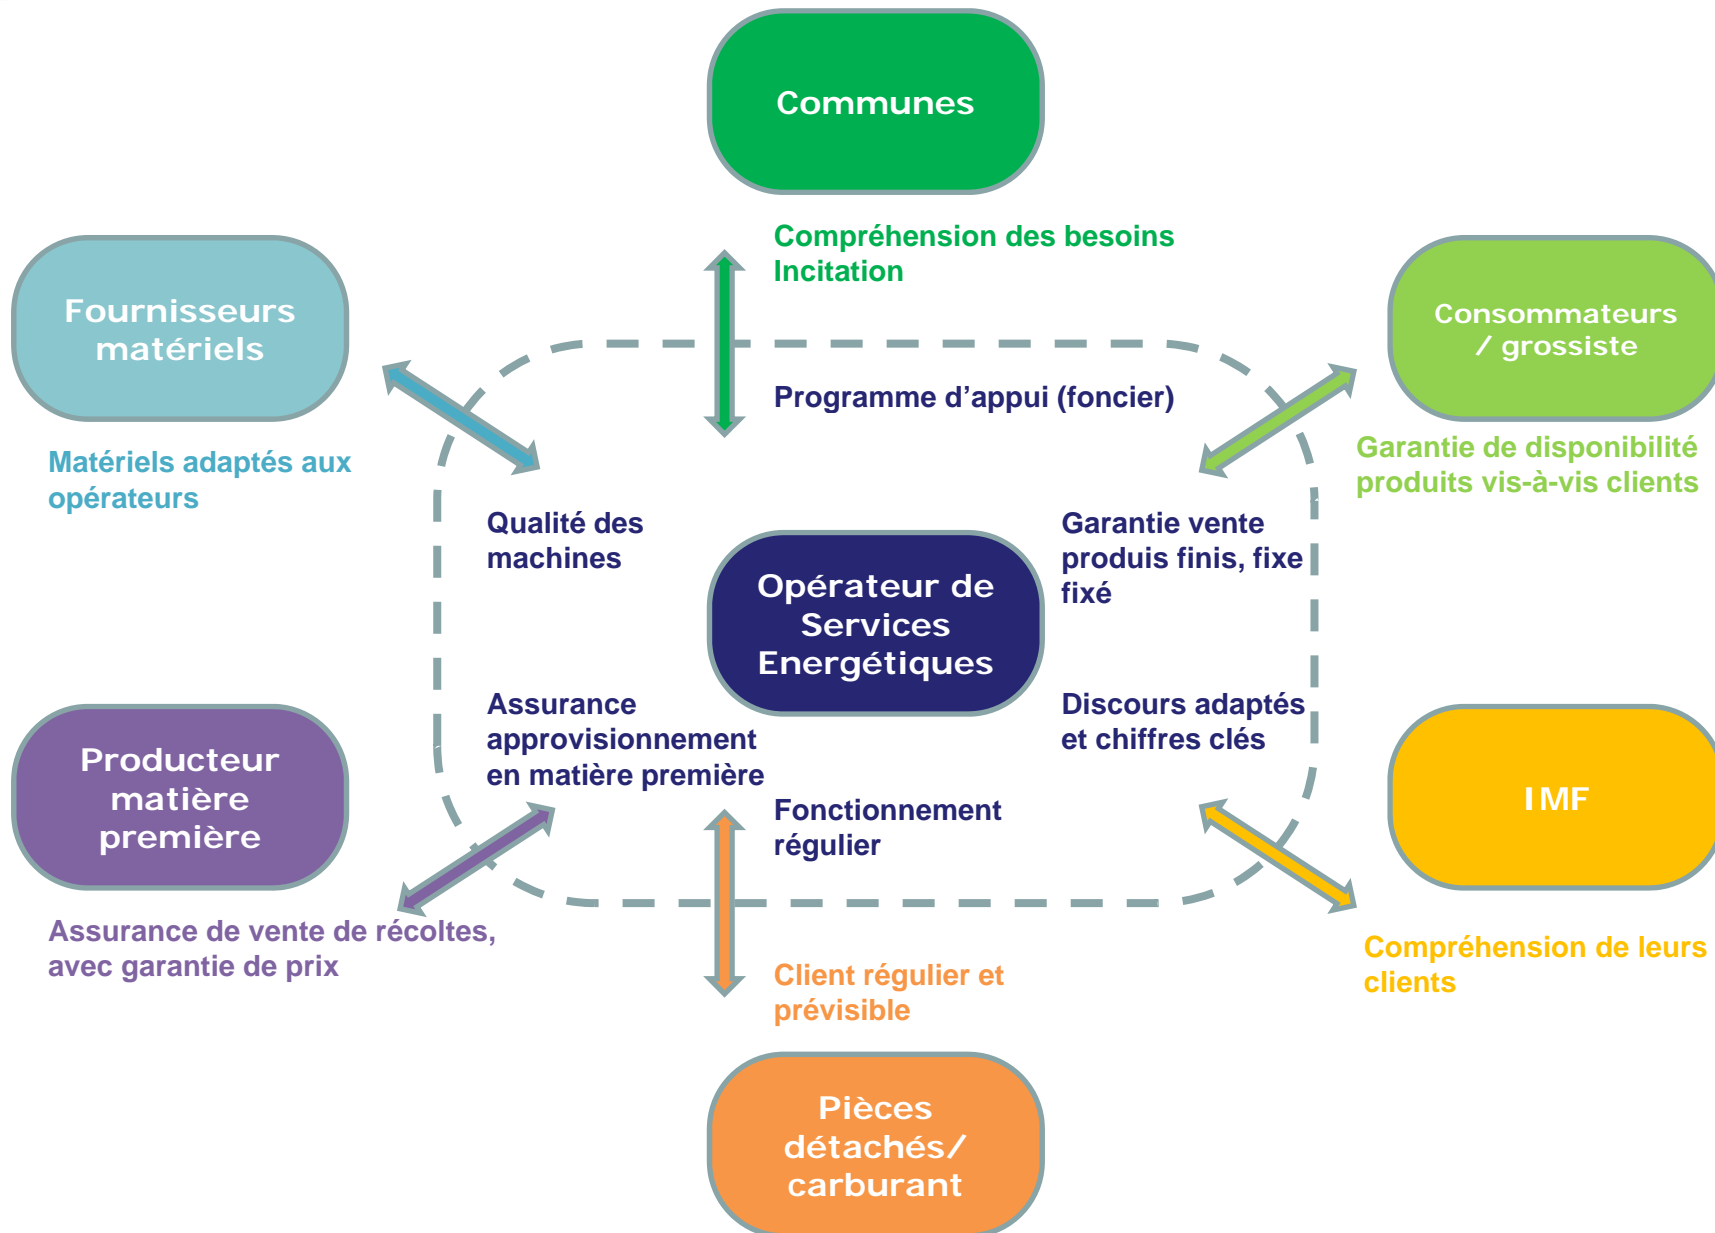 Communes
Compréhension des besoins
Incitation
Fournisseurs
matériels
Consommateurs
/ grossiste
Programme d’appui (foncier)
Matériels adaptés aux
opérateurs
Garantie de disponibilité
produits vis-à-vis clients
Qualité des
machines
Garantie vente
produis finis, fixe
fixé
Opérateur de
Services
Energétiques
Assurance
approvisionnement
en matière première
Discours adaptés
et chiffres clés
Producteur
matière
première
IMF
Fonctionnement
régulier
Assurance de vente de récoltes,
avec garantie de prix
Compréhension de leurs
clients
Client régulier et
prévisible
Pièces
détachés/
carburant